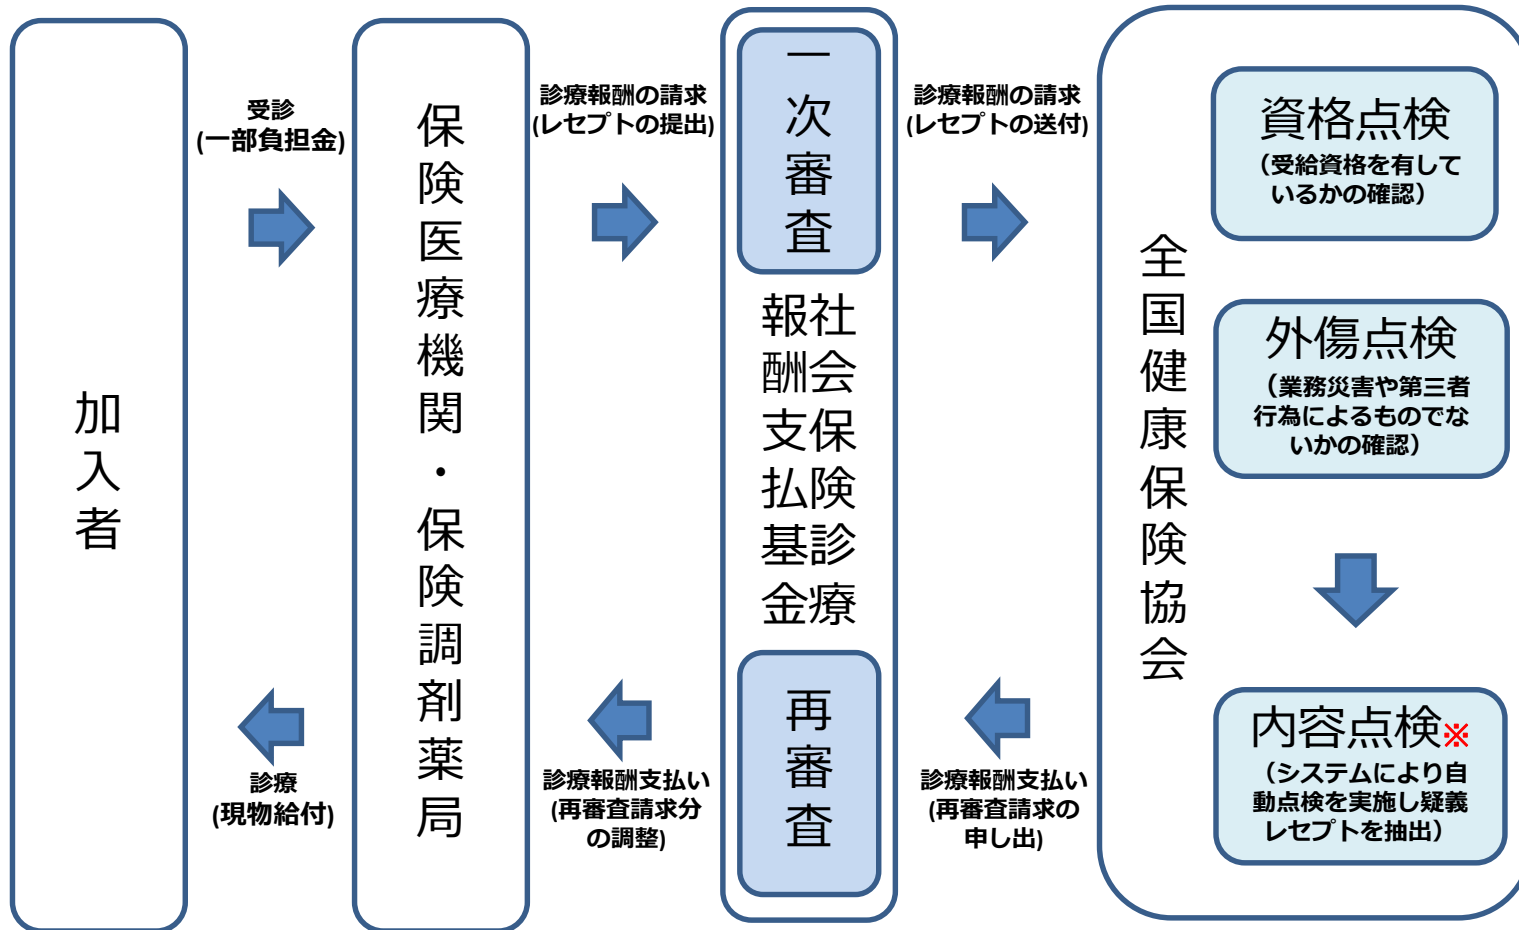 加入者
受診
(一部負担金)
診療
(現物給付)
保険医療機関・保険調剤薬局
診療報酬の請求
(レセプトの提出)
診療報酬支払い
(再審査請求分
の調整)
一次審査
社会保険診療
報酬支払基金
再審査
診療報酬の請求
(レセプトの送付)
診療報酬支払い
(再審査請求の
申し出)
全国健康保険協会
資格点検
（受給資格を有して
いるかの確認）
外傷点検
（業務災害や第三者
行為によるものでな
いかの確認）
内容点検※
（システムにより自
動点検を実施し疑義
レセプトを抽出）